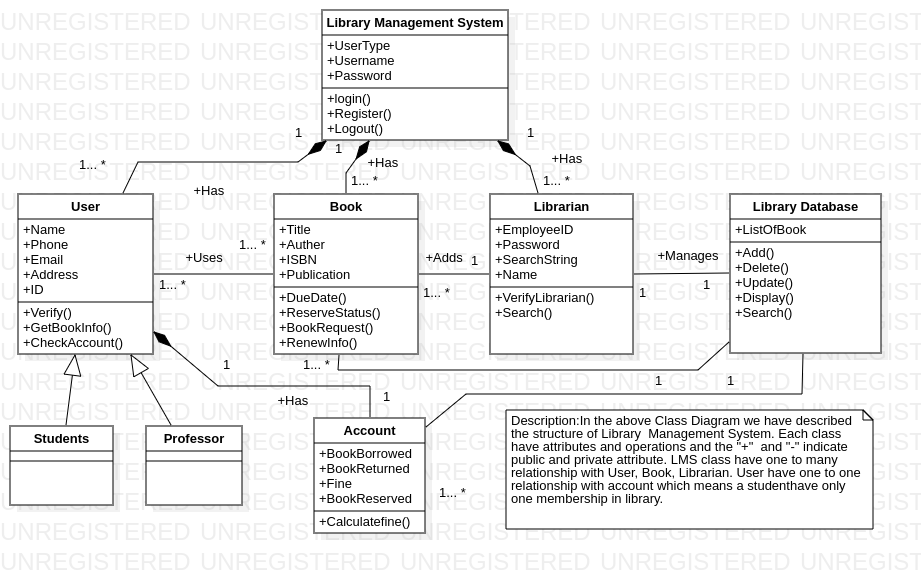 UNREGISTERED UNREGISTERED UNREGISTERED UNREGISTERED UNREGISTERED
Library Management System
+UserType
+Username
+Password
+login()
+Register()
+Logout()
1
1
1
1... *
+Has
+Has
1... *
+Has
1... *
User
+Name
+Phone
+Email
+Address
+ID
+Verify()
+GetBookInfo()
+CheckAccount()
1... *
+Uses
1... *
Book
+Title
+Auther
+ISBN
+Publication
+DueDate()
+ReserveStatus()
+BookRequest()
+RenewInfo()
+Adds
1
1... *
Librarian
+EmployeeID
+Password
+SearchString
+Name
+VerifyLibrarian()
+Search()
+Manages
1
1
Library Database
+ListOfBook
+Add()
+Delete()
+Update()
+Display()
+Search()
1
1... *
1
1
+Has
1
Students
Professor
Account
+BookBorrowed
+BookReturned
+Fine
+BookReserved
+Calculatefine()
1... *
Description:In the above Class Diagram we have described
the structure of Library  Management System. Each class
have attributes and operations and the "+"  and "-" indicate
public and private attribute. LMS class have one to many
relationship with User, Book, Librarian. User have one to one
relationship with account which means a studenthave only
one membership in library.